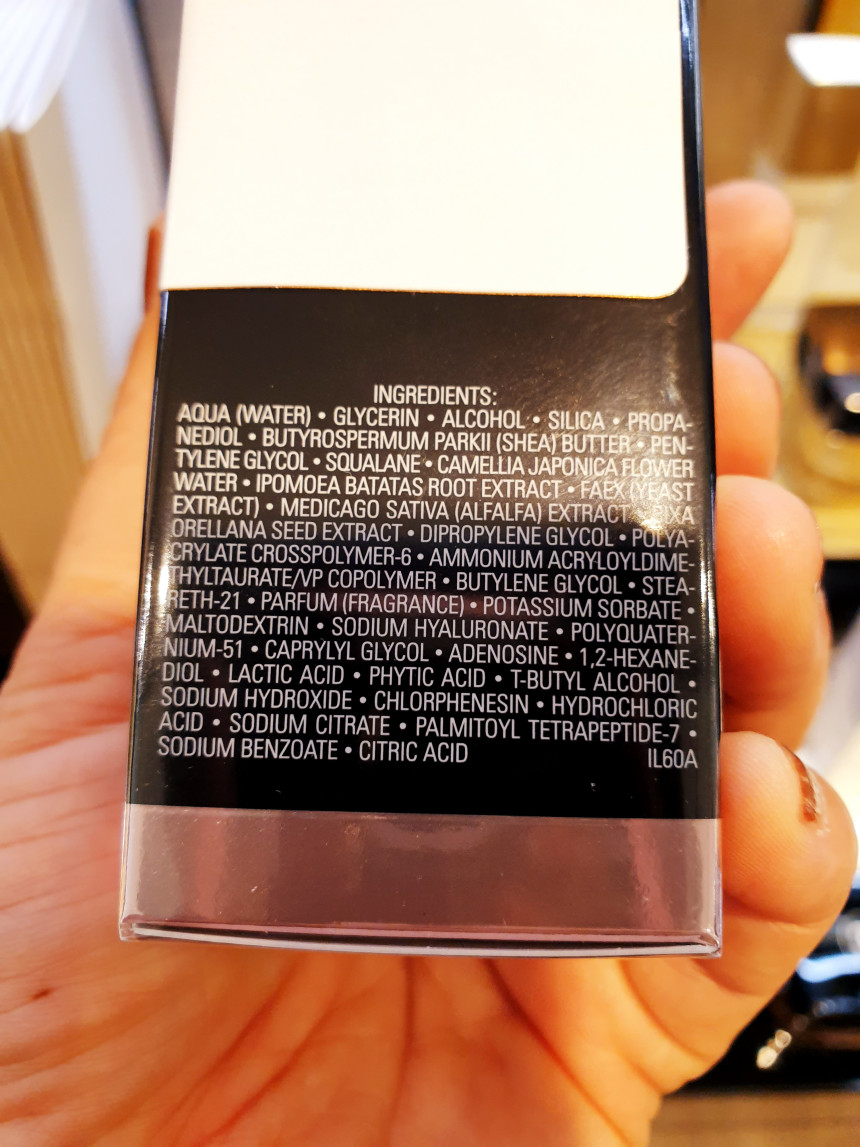 INGREDIENTS:
AQUA (WATER) • GLYCERIN • ALCOHOL • SILICA • PROPA-
NEDIOL • BUTYROSPERMUM PARKII (SHEA) BUTTER • PEN-
TYLENE GLYCOL • SQUALANE • CAMELLIA JAPONICA FLOWER
WATER • IPOMOEA BATATAS ROOT EXTRACT • FAEX (YEAST
EXTRACT) • MEDICAGO SATIVA (ALFALFA) EXTRACT • BIXA
ORELLANA SEED EXTRACT • DIPROPYLENE GLYCOL • POLYA-
CRYLATE CROSSPOLYMER-6 • AMMONIUM ACRYLOYLDIME-
THYLTAURATE/VP COPOLYMER • BUTYLENE GLYCOL • STEA-
RETH-21 • PARFUM (FRAGRANCE) • POTASSIUM SORBATE •
MALTODEXTRIN • SODIUM HYALURONATE • POLYQUATER-
NIUM-51 • CAPRYLYL GLYCOL • ADENOSINE • 1,2-HEXANE-
DIOL • LACTIC ACID • PHYTIC ACID • T-BUTYL ALCOHOL •
SODIUM HYDROXIDE • CHLORPHENESIN • HYDROCHLORIC
ACID • SODIUM CITRATE • PALMITOYL TETRAPEPTIDE-7 •
SODIUM BENZOATE • CITRIC ACID IL60A